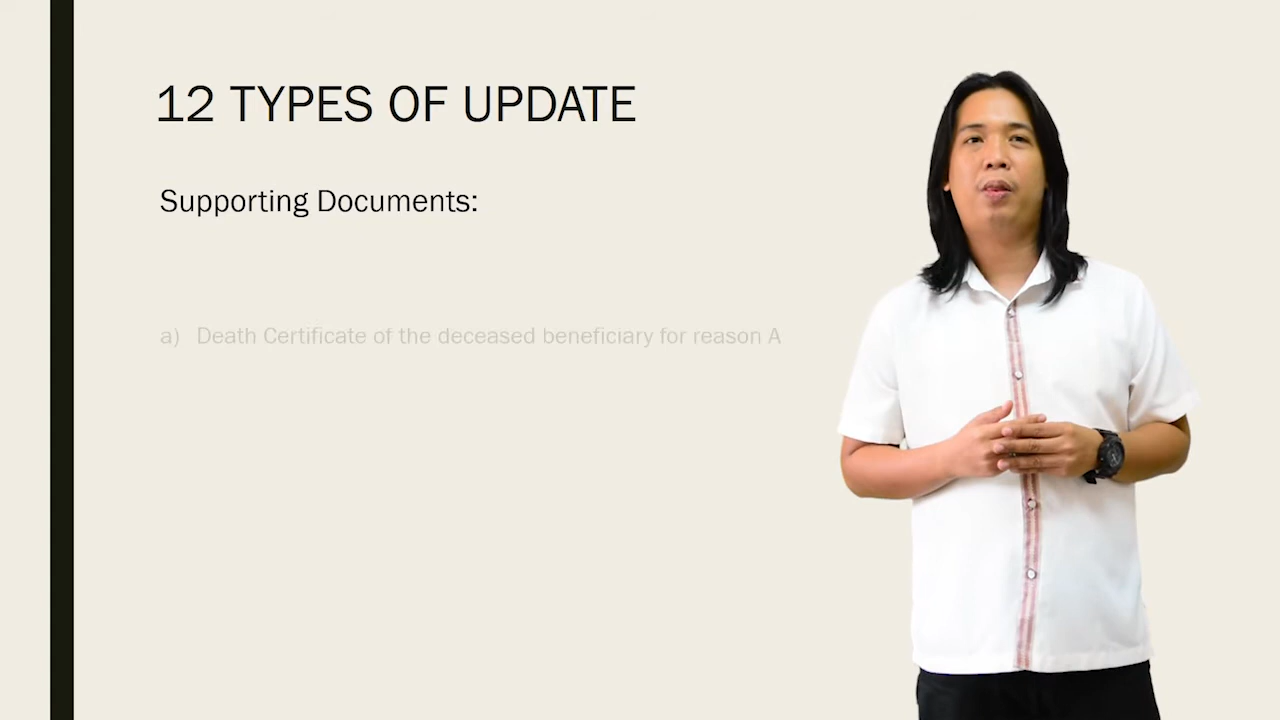 12 TYPES OF UPDATE
Supporting Documents:
a) Death Certificate of the deceased beneficiary for reason A